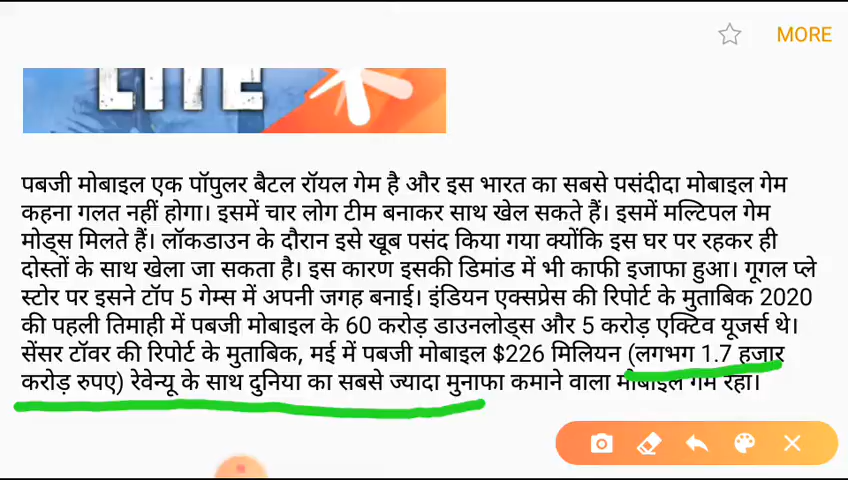 MORE
LITE
पबजी मोबाइल एक पॉपुलर बैटल रॉयल गेम है और इस भारत का सबसे पसंदीदा मोबाइल गेम
कहना गलत नहीं होगा। इसमें चार लोग टीम बनाकर साथ खेल सकते हैं। इसमें मल्टिपल गेम
मोड्स मिलते हैं। लॉकडाउन के दौरान इसे खूब पसंद किया गया क्योंकि इस घर पर रहकर ही
दोस्तों के साथ खेला जा सकता है। इस कारण इसकी डिमांड में भी काफी इजाफा हुआ। गूगल प्ले
स्टोर पर इसने टॉप 5 गेम्स में अपनी जगह बनाई। इंडियन एक्सप्रेस की रिपोर्ट के मुताबिक 2020
की पहली तिमाही में पबजी मोबाइल के 60 करोड़ डाउनलोड्स और 5 करोड़ एक्टिव यूजर्स थे।
सेंसर टॉवर की रिपोर्ट के मुताबिक, मई में पबजी मोबाइल $226 मिलियन (लगभग 1.7 हजार
करोड़ रुपए) रेवेन्यू के साथ दुनिया का सबसे ज्यादा मुनाफा कमाने वाला मोबाइल गेम रहा।